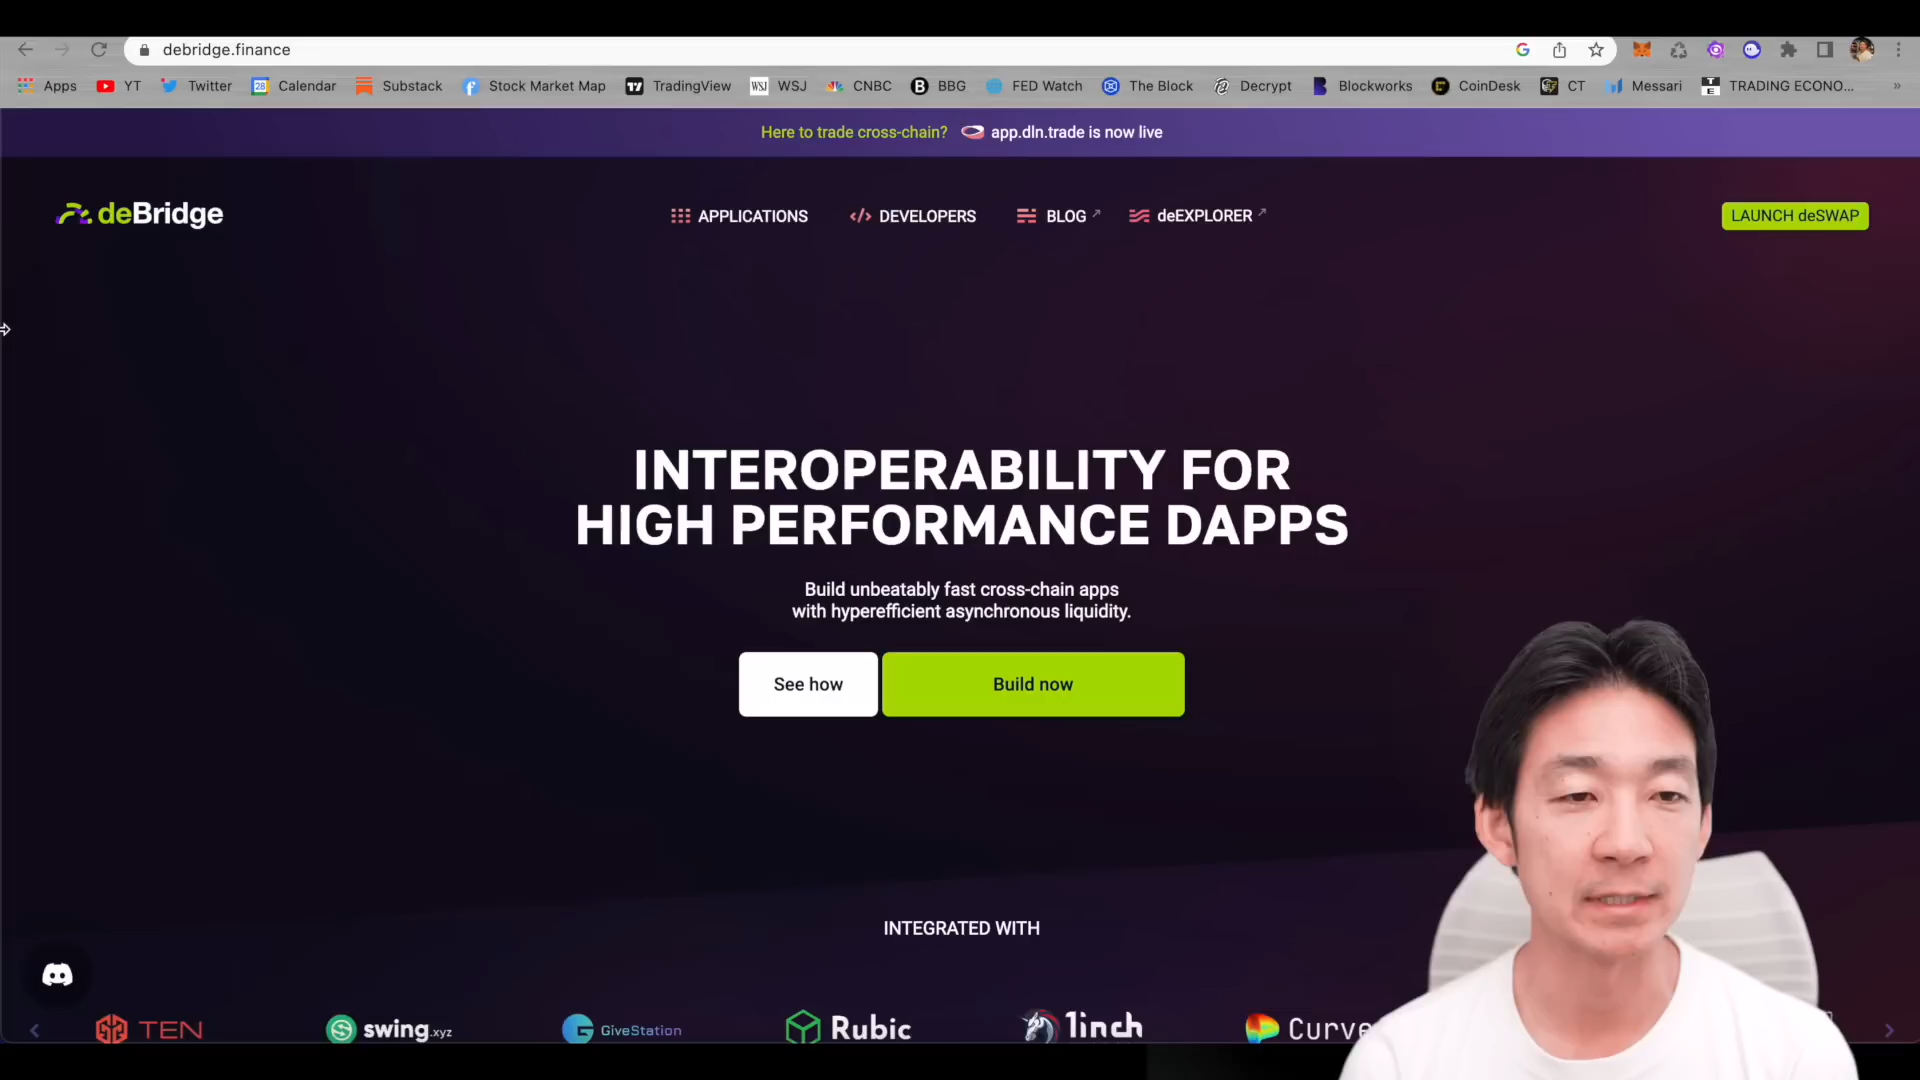 debridge.finance
Apps YT Twitter 28 Calendar Substack Stock Market Map TradingView WSJ WSJ CNBC B BBG FED Watch The Block Decrypt Blockworks CoinDesk CT Messari TE TRADING ECONO... »
Here to trade cross-chain? app.dln.trade is now live
deBridge
APPLICATIONS </> DEVELOPERS BLOG deEXPLORER
LAUNCH deSWAP
INTEROPERABILITY FOR
HIGH PERFORMANCE DAPPS
Build unbeatably fast cross-chain apps
with hyperefficient asynchronous liquidity.
See how Build now
INTEGRATED WITH
TEN swing.xyz GiveStation Rubic 1inch Curve